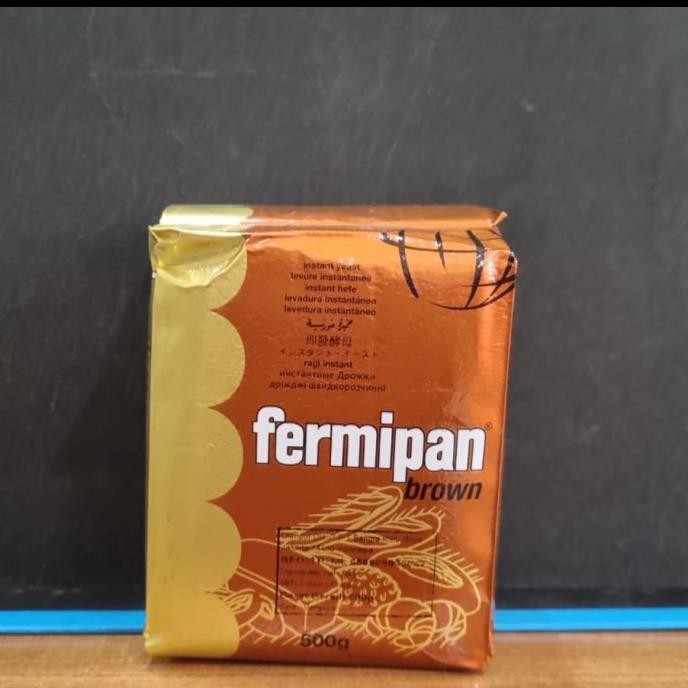 instant yeast
levure instantanée
instant hefe
levadura instantánea
levedura instantâneo
خميرة فورية
即發酵母
インスタント・イースト
ragi instant
инстантные Дрожжи
дріжджі швидкорозчинні
fermipan®
brown
500g